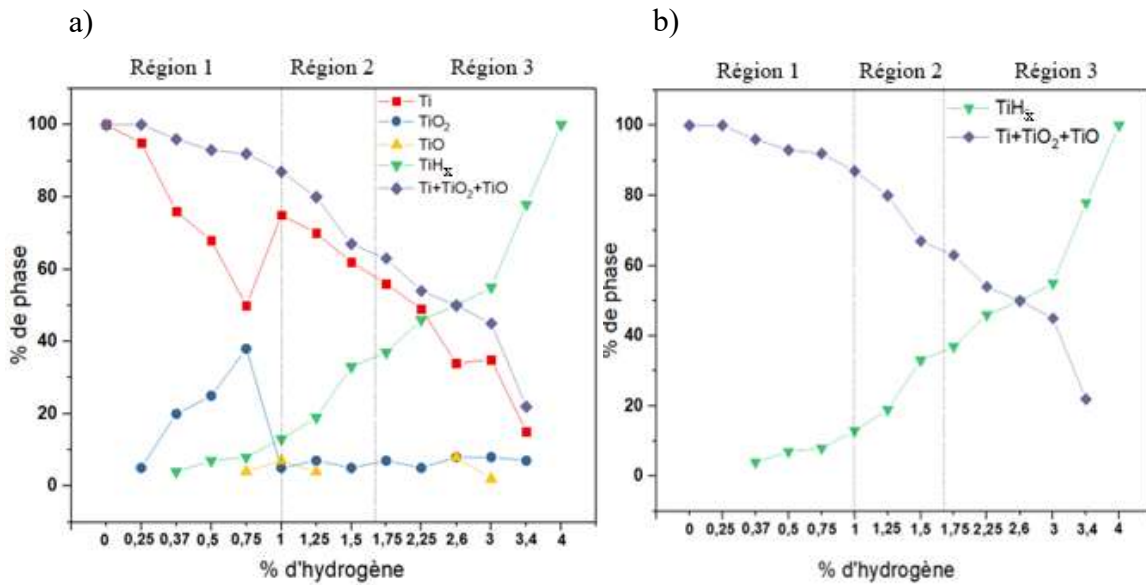 a)
Région 1 Région 2 Région 3
Ti
TiO₂
TiO
TiHₓ
Ti+TiO₂+TiO
% de phase
100
80
60
40
20
0
0 0,25 0,37 0,5 0,75 1 1,25 1,5 1,75 2,25 2,6 3 3,4 4
% d'hydrogène
b)
Région 1 Région 2 Région 3
TiHₓ
Ti+TiO₂+TiO
% de phase
100
80
60
40
20
0
0 0,25 0,37 0,5 0,75 1 1,25 1,5 1,75 2,25 2,6 3 3,4 4
% d'hydrogène